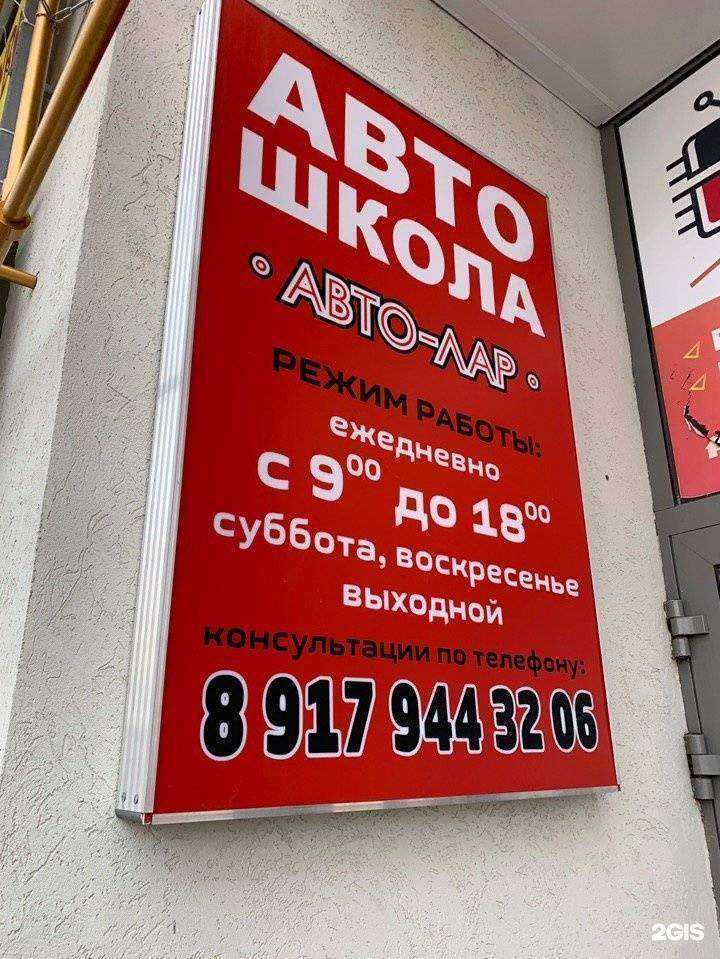 АВТО
ШКОЛА
АВТО-ЛАР
РЕЖИМ РАБОТЫ:
ежедневно
с 9⁰⁰ до 18⁰⁰
суббота, воскресенье
выходной
консультации по телефону:
8 917 944 32 06
2GIS